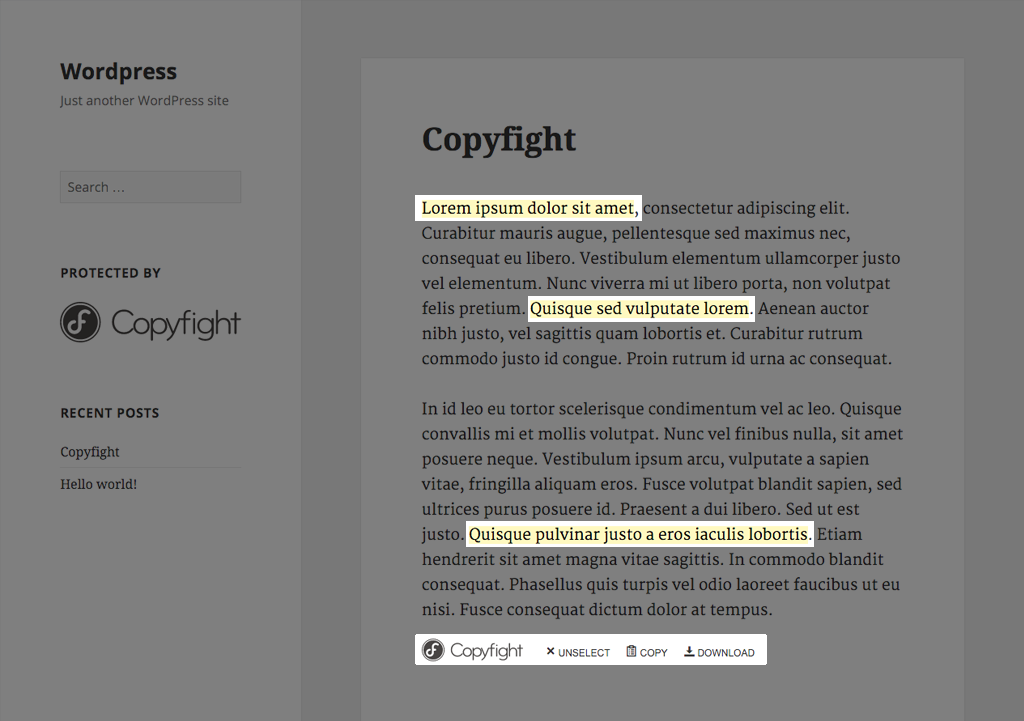 Wordpress
Just another WordPress site
Search ...
PROTECTED BY
Copyfight
RECENT POSTS
Copyfight
Hello world!
Copyfight
Lorem ipsum dolor sit amet, consectetur adipiscing elit.
Curabitur mauris augue, pellentesque sed maximus nec,
consequat eu libero. Vestibulum elementum ullamcorper justo
vel elementum. Nunc viverra mi ut libero porta, non volutpat
felis pretium. Quisque sed vulputate lorem. Aenean auctor
nibh justo, vel sagittis quam lobortis et. Curabitur rutrum
commodo justo id congue. Proin rutrum id urna ac consequat.
In id leo eu tortor scelerisque condimentum vel ac leo. Quisque
convallis mi et mollis volutpat. Nunc vel finibus nulla, sit amet
posuere neque. Vestibulum ipsum arcu, vulputate a sapien
vitae, fringilla aliquam eros. Fusce volutpat blandit sapien, sed
ultrices purus posuere id. Praesent a dui libero. Sed ut est
justo. Quisque pulvinar justo a eros iaculis lobortis. Etiam
hendrerit sit amet magna vitae sagittis. In commodo blandit
consequat. Phasellus quis turpis vel odio laoreet faucibus ut eu
nisi. Fusce consequat dictum dolor at tempus.
Copyfight UNSELECT COPY DOWNLOAD